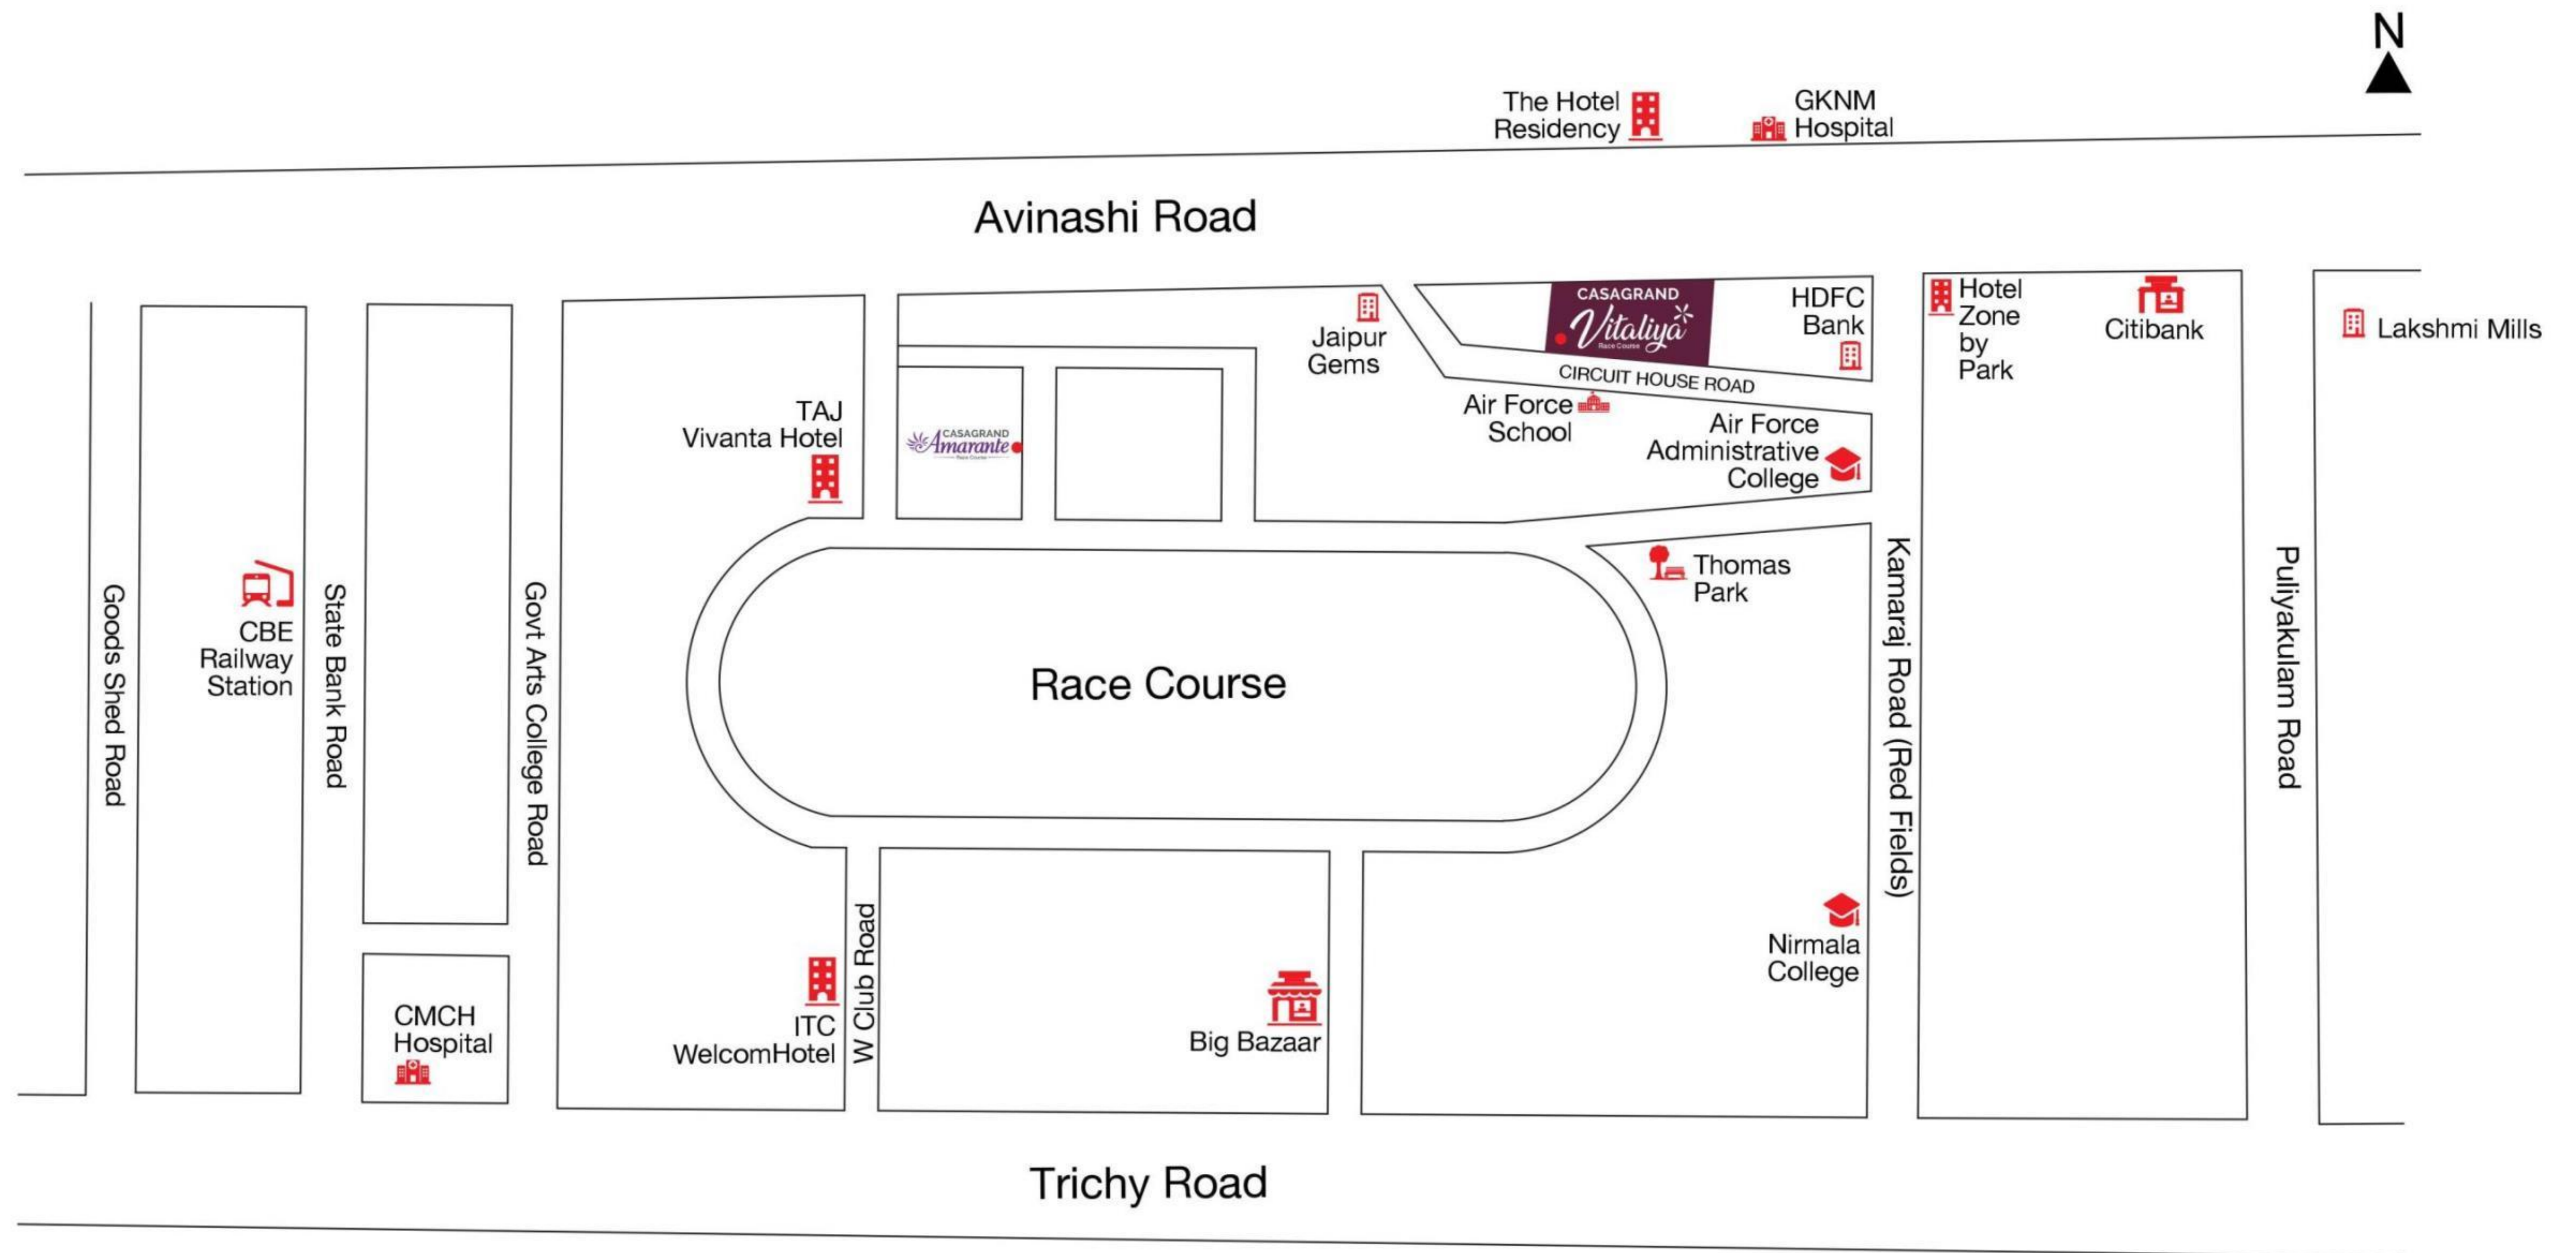 N
The Hotel
Residency
GKNM
Hospital
Avinashi Road
CASAGRAND
Vitaliya
Race Course
HDFC
Bank
Hotel
Zone
by
Park
Citibank
Lakshmi Mills
Jaipur
Gems
CIRCUIT HOUSE ROAD
Air Force
School
Air Force
Administrative
College
TAJ
Vivanta Hotel
CASAGRAND
Amarante
Race Course
Thomas
Park
CBE
Railway
Station
Goods Shed Road
State Bank Road
Govt Arts College Road
Race Course
Kamaraj Road (Red Fields)
Puliyakulam Road
Nirmala
College
CMCH
Hospital
ITC
WelcomHotel
W Club Road
Big Bazaar
Trichy Road